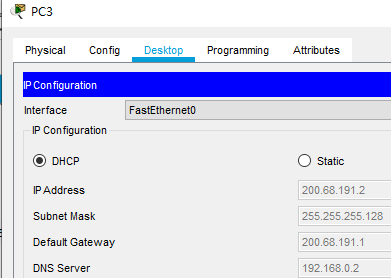 PC3
Physical Config Desktop Programming Attributes
IP Configuration
Interface FastEthernet0
IP Configuration
DHCP Static
IP Address 200.68.191.2
Subnet Mask 255.255.255.128
Default Gateway 200.68.191.1
DNS Server 192.168.0.2